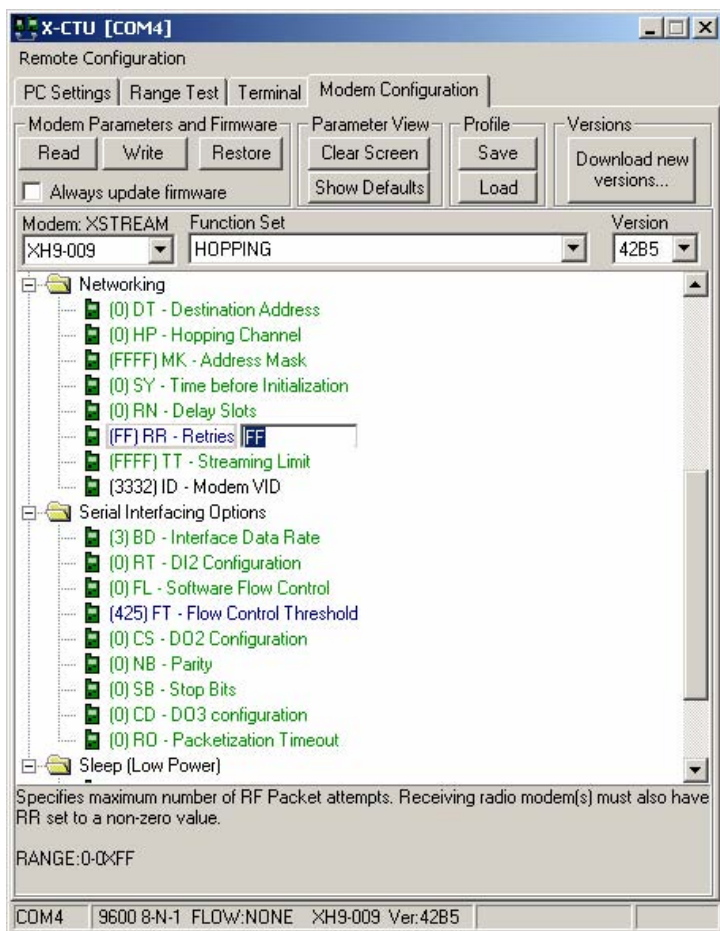 X-CTU [COM4]
Remote Configuration
PC Settings Range Test Terminal Modem Configuration
Modem Parameters and Firmware Parameter View Profile Versions
Read Write Restore Clear Screen Save Download new versions...
Always update firmware Show Defaults Load
Modem: XSTREAM Function Set Version
XH9-009 HOPPING 42B5
Networking
(0) DT - Destination Address
(0) HP - Hopping Channel
(FFFF) MK - Address Mask
(0) SY - Time before Initialization
(0) RN - Delay Slots
(FF) RR - Retries FF
(FFFF) TT - Streaming Limit
(3332) ID - Modem VID
Serial Interfacing Options
(3) BD - Interface Data Rate
(0) RT - DI2 Configuration
(0) FL - Software Flow Control
(425) FT - Flow Control Threshold
(0) CS - DO2 Configuration
(0) NB - Parity
(0) SB - Stop Bits
(0) CD - DO3 configuration
(0) RO - Packetization Timeout
Sleep (Low Power)
Specifies maximum number of RF Packet attempts. Receiving radio modem(s) must also have
RR set to a non-zero value.
RANGE:0-0XFF
COM4 9600 8-N-1 FLOW:NONE XH9-009 Ver:42B5